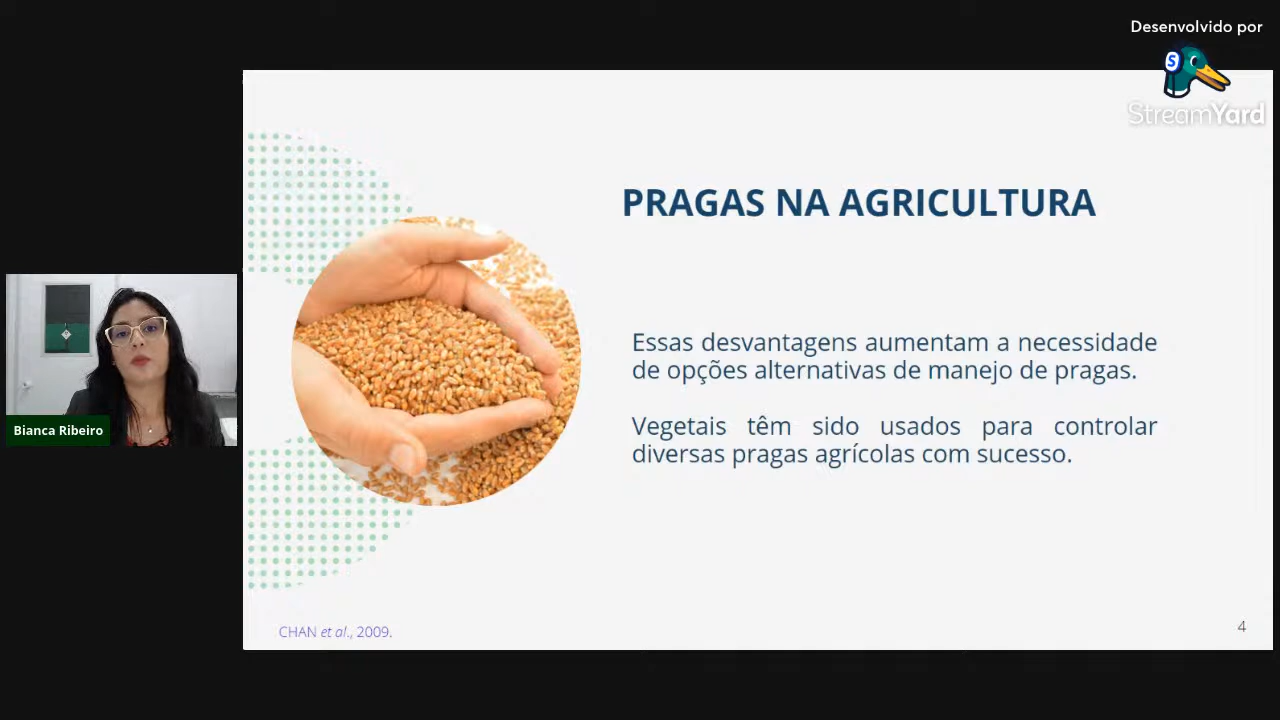 Desenvolvido por
S
StreamYard
PRAGAS NA AGRICULTURA
Essas desvantagens aumentam a necessidade
de opções alternativas de manejo de pragas.
Vegetais têm sido usados para controlar
diversas pragas agrícolas com sucesso.
Bianca Ribeiro
CHAN et al., 2009.
4